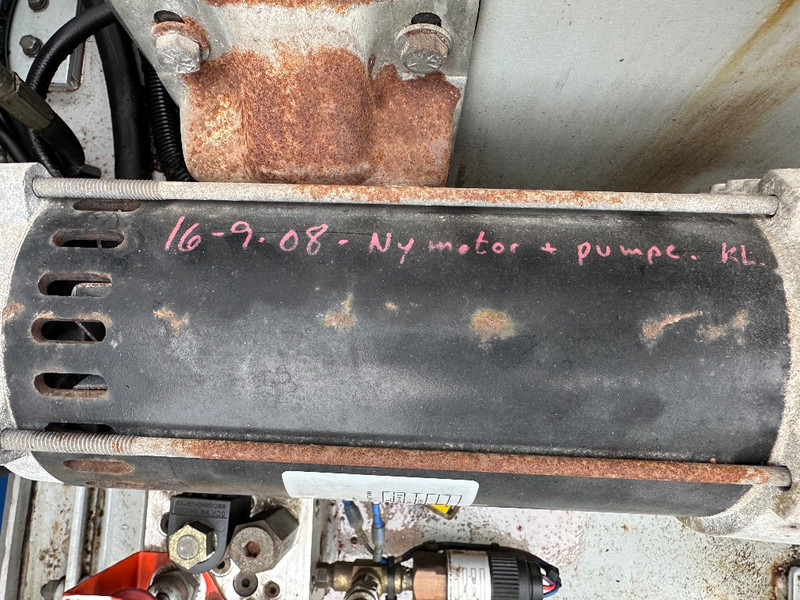 16-9.08- Ny motor + pumpe. KL.